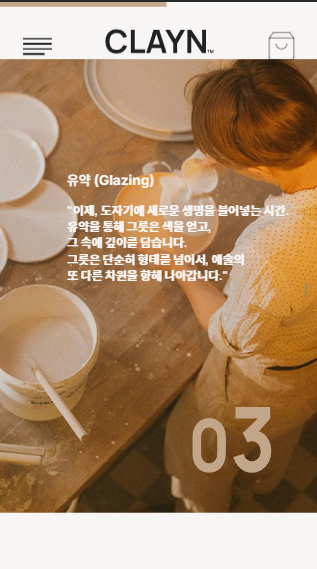 CLAYN™
유약 (Glazing)
"이제, 도자기에 새로운 생명을 불어넣는 시간.
유약을 통해 그릇은 색을 얻고,
그 속에 깊이를 담습니다.
그릇은 단순히 형태를 넘어서, 예술의
또 다른 차원을 향해 나아갑니다."
03